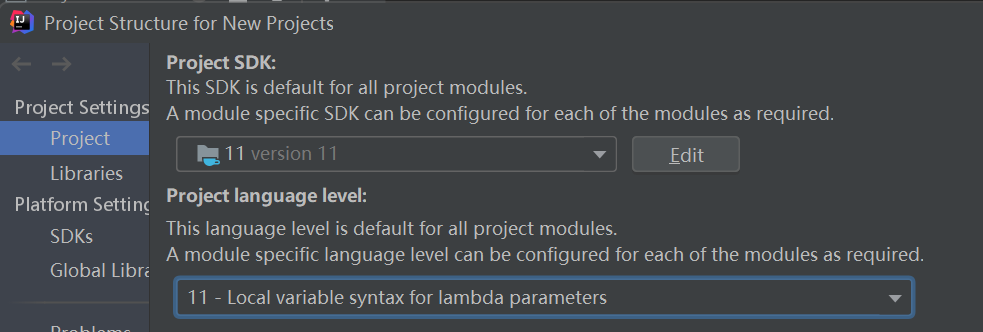 Project Structure for New Projects
Project Settings
Project
Libraries
Platform Setting
SDKs
Global Libra
Problems
Project SDK:
This SDK is default for all project modules.
A module specific SDK can be configured for each of the modules as required.
11 version 11
Edit
Project language level:
This language level is default for all project modules.
A module specific language level can be configured for each of the modules as required.
11 - Local variable syntax for lambda parameters